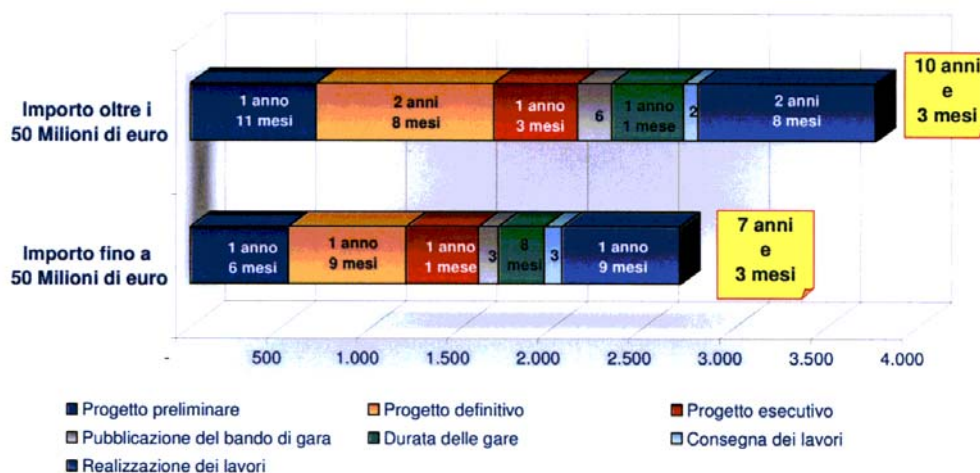 Importo oltre i
50 Milioni di euro
1 anno
11 mesi
2 anni
8 mesi
1 anno
3 mesi
6
1 anno
1 mese
2
2 anni
8 mesi
10 anni
e
3 mesi
Importo fino a
50 Milioni di euro
1 anno
6 mesi
1 anno
9 mesi
1 anno
1 mese
3
8
mesi
3
1 anno
9 mesi
7 anni
e
3 mesi
- 500 1.000 1.500 2.000 2.500 3.000 3.500 4.000
Progetto preliminare Progetto definitivo Progetto esecutivo
Pubblicazione del bando di gara Durata delle gare Consegna dei lavori
Realizzazione dei lavori